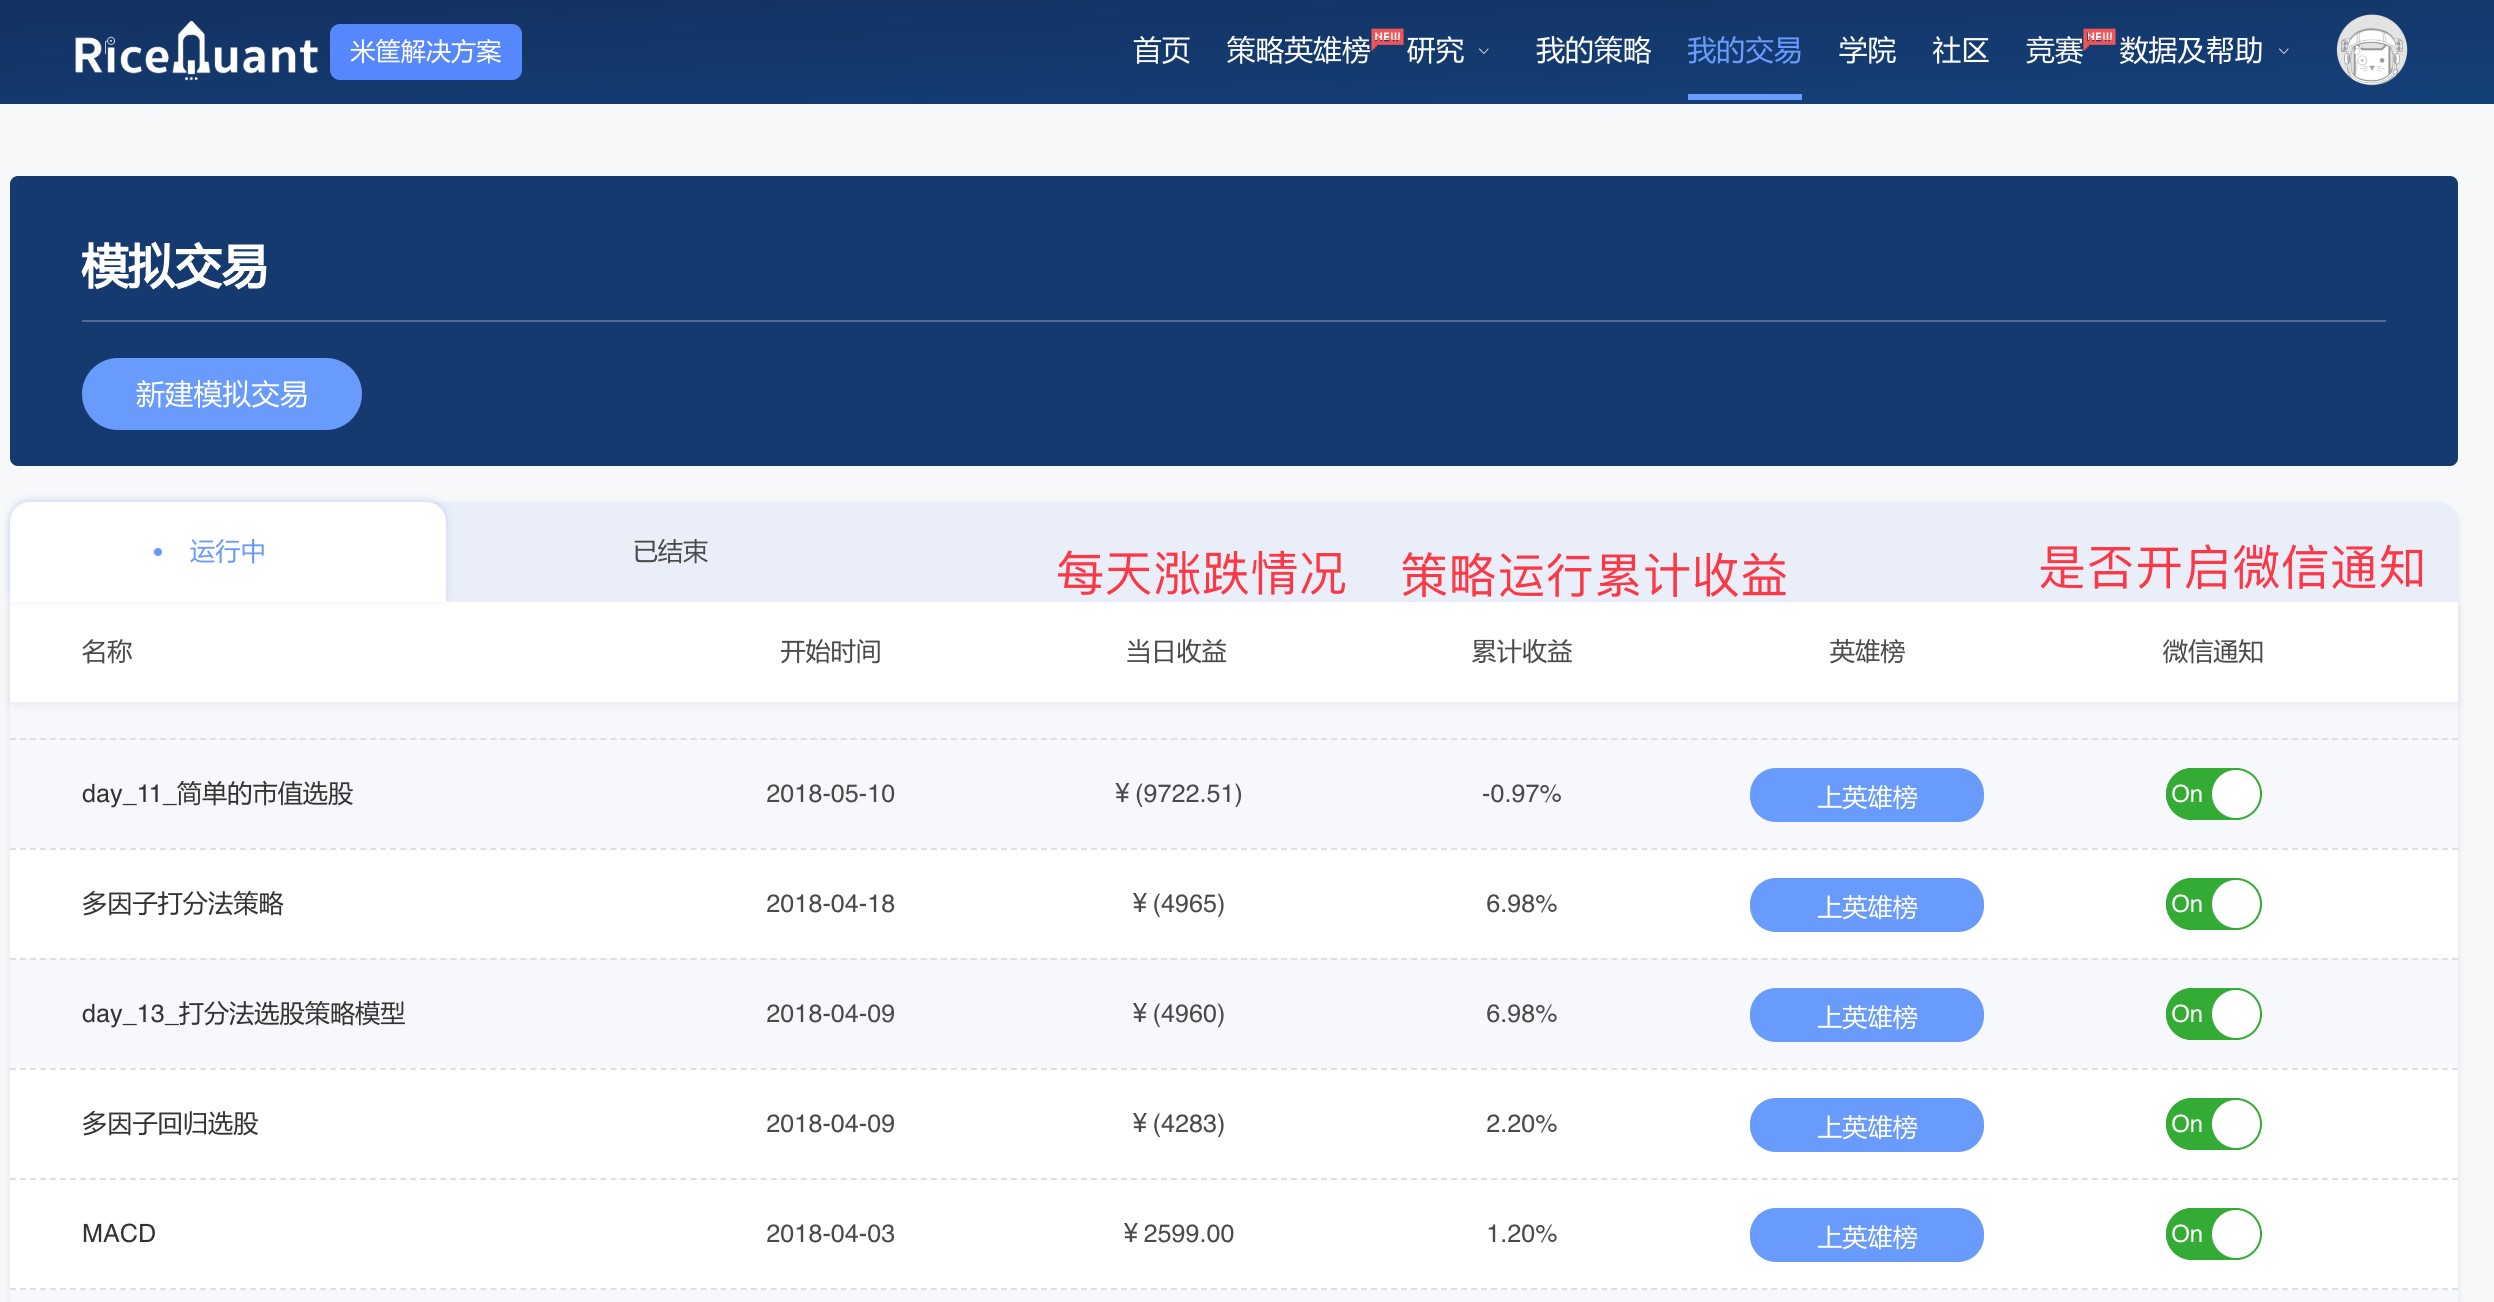 RiceQuant 米筐解决方案 首页 策略英雄榜 NEW 研究 我的策略 我的交易 学院 社区 竞赛 NEW 数据及帮助
模拟交易
新建模拟交易
运行中 已结束 每天涨跌情况 策略运行累计收益 是否开启微信通知
名称 开始时间 当日收益 累计收益 英雄榜 微信通知
day_11_简单的市值选股 2018-05-10 ¥ (9722.51) -0.97% 上英雄榜 On
多因子打分法策略 2018-04-18 ¥ (4965) 6.98% 上英雄榜 On
day_13_打分法选股策略模型 2018-04-09 ¥ (4960) 6.98% 上英雄榜 On
多因子回归选股 2018-04-09 ¥ (4283) 2.20% 上英雄榜 On
MACD 2018-04-03 ¥ 2599.00 1.20% 上英雄榜 On